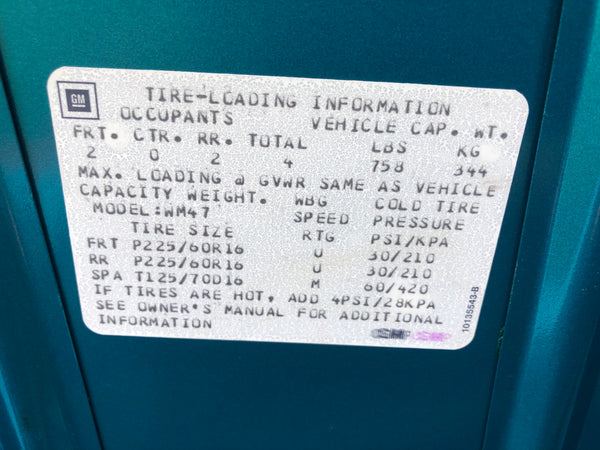 GM
TIRE-LOADING INFORMATION
OCCUPANTS VEHICLE CAP. WT.
FRT. CTR. RR. TOTAL LBS KG
2 0 2 4 758 344
MAX. LOADING @ GVWR SAME AS VEHICLE
CAPACITY WEIGHT. WBG COLD TIRE
MODEL:WM47 SPEED PRESSURE
TIRE SIZE RTG PSI/KPA
FRT P225/60R16 U 30/210
RR P225/60R16 U 30/210
SPA T125/70D16 M 60/420
IF TIRES ARE HOT, ADD 4PSI/28KPA
SEE OWNER'S MANUAL FOR ADDITIONAL
INFORMATION
10135543-B